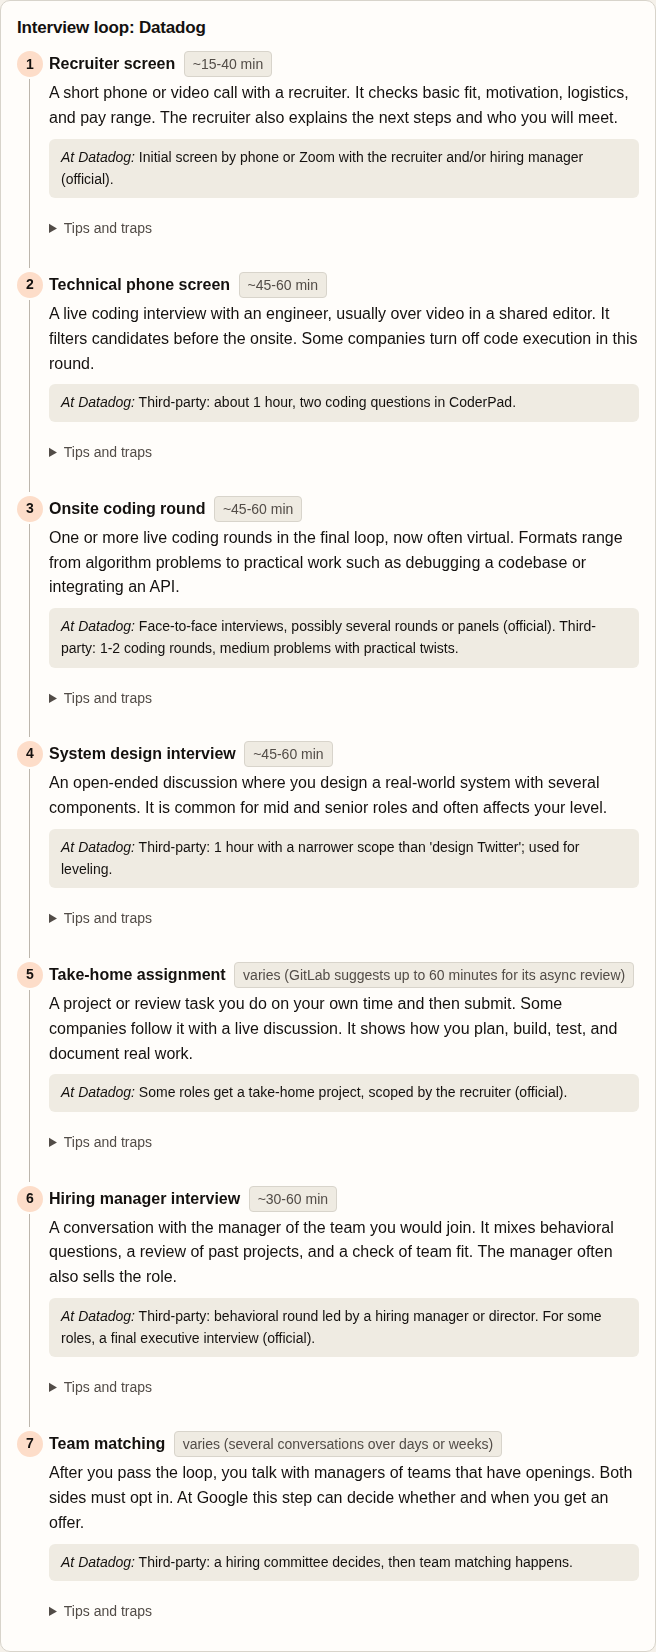 Interview loop: Datadog
1 Recruiter screen ~15-40 min
A short phone or video call with a recruiter. It checks basic fit, motivation, logistics,
and pay range. The recruiter also explains the next steps and who you will meet.
At Datadog: Initial screen by phone or Zoom with the recruiter and/or hiring manager
(official).
▶ Tips and traps
2 Technical phone screen ~45-60 min
A live coding interview with an engineer, usually over video in a shared editor. It
filters candidates before the onsite. Some companies turn off code execution in this
round.
At Datadog: Third-party: about 1 hour, two coding questions in CoderPad.
▶ Tips and traps
3 Onsite coding round ~45-60 min
One or more live coding rounds in the final loop, now often virtual. Formats range
from algorithm problems to practical work such as debugging a codebase or
integrating an API.
At Datadog: Face-to-face interviews, possibly several rounds or panels (official). Third-
party: 1-2 coding rounds, medium problems with practical twists.
▶ Tips and traps
4 System design interview ~45-60 min
An open-ended discussion where you design a real-world system with several
components. It is common for mid and senior roles and often affects your level.
At Datadog: Third-party: 1 hour with a narrower scope than 'design Twitter'; used for
leveling.
▶ Tips and traps
5 Take-home assignment varies (GitLab suggests up to 60 minutes for its async review)
A project or review task you do on your own time and then submit. Some
companies follow it with a live discussion. It shows how you plan, build, test, and
document real work.
At Datadog: Some roles get a take-home project, scoped by the recruiter (official).
▶ Tips and traps
6 Hiring manager interview ~30-60 min
A conversation with the manager of the team you would join. It mixes behavioral
questions, a review of past projects, and a check of team fit. The manager often
also sells the role.
At Datadog: Third-party: behavioral round led by a hiring manager or director. For some
roles, a final executive interview (official).
▶ Tips and traps
7 Team matching varies (several conversations over days or weeks)
After you pass the loop, you talk with managers of teams that have openings. Both
sides must opt in. At Google this step can decide whether and when you get an
offer.
At Datadog: Third-party: a hiring committee decides, then team matching happens.
▶ Tips and traps